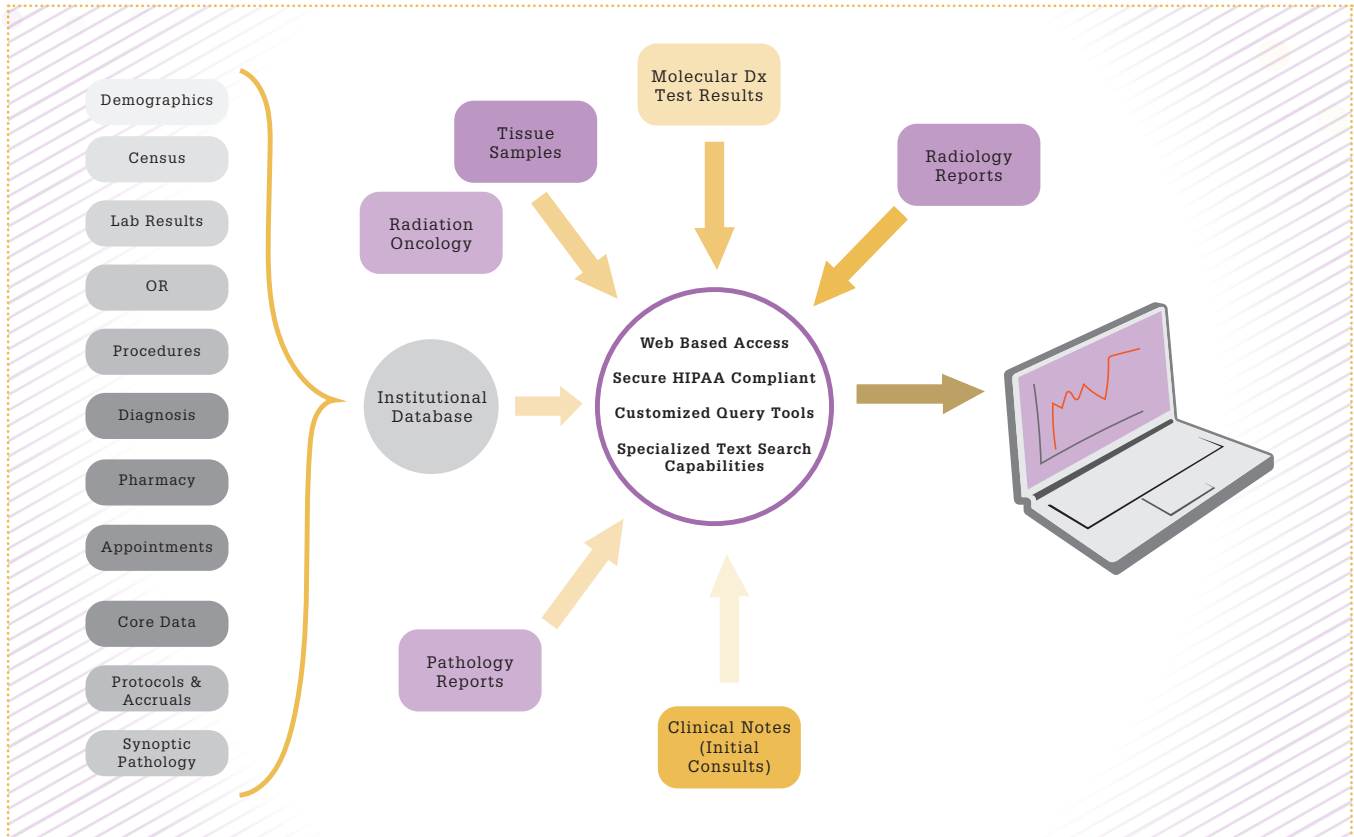 Demographics
Census
Lab Results
OR
Procedures
Diagnosis
Pharmacy
Appointments
Core Data
Protocols &
Accruals
Synoptic
Pathology
Institutional
Database
Radiation
Oncology
Tissue
Samples
Molecular Dx
Test Results
Radiology
Reports
Web Based Access
Secure HIPAA Compliant
Customized Query Tools
Specialized Text Search
Capabilities
Pathology
Reports
Clinical Notes
(Initial
Consults)